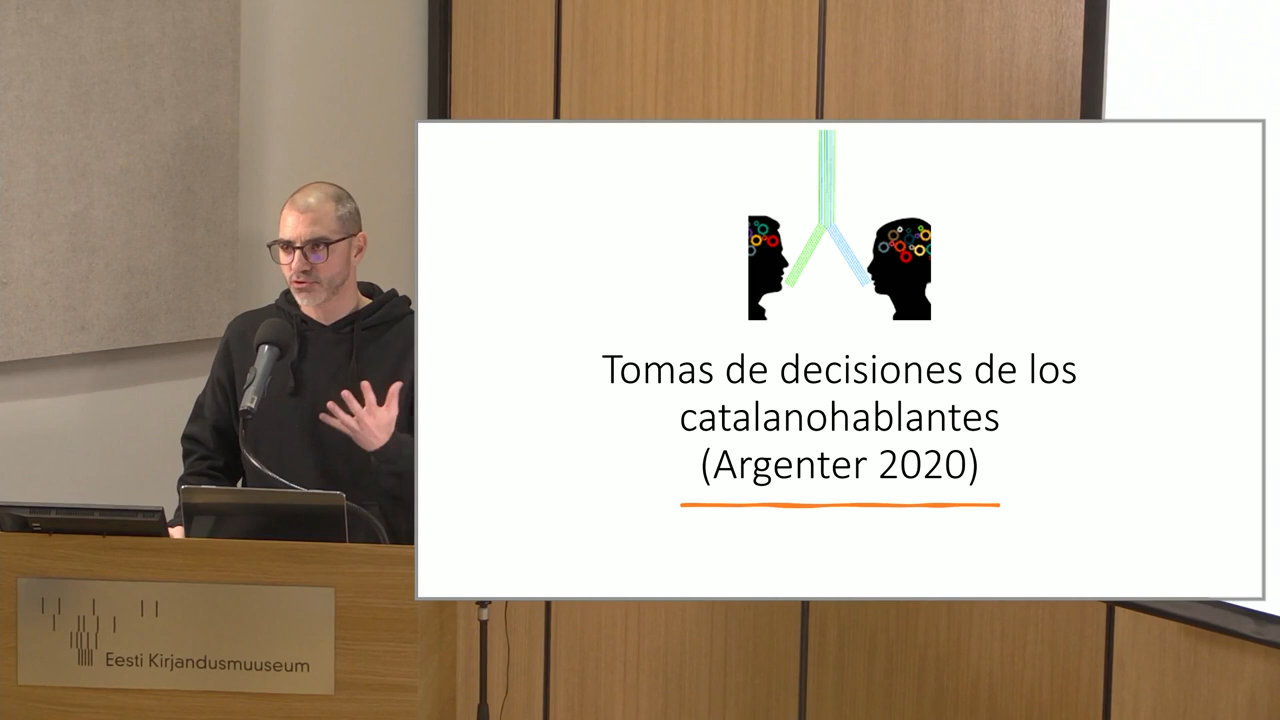 Tomas de decisiones de los
catalanohablantes
(Argenter 2020)
Eesti Kirjandusmuuseum